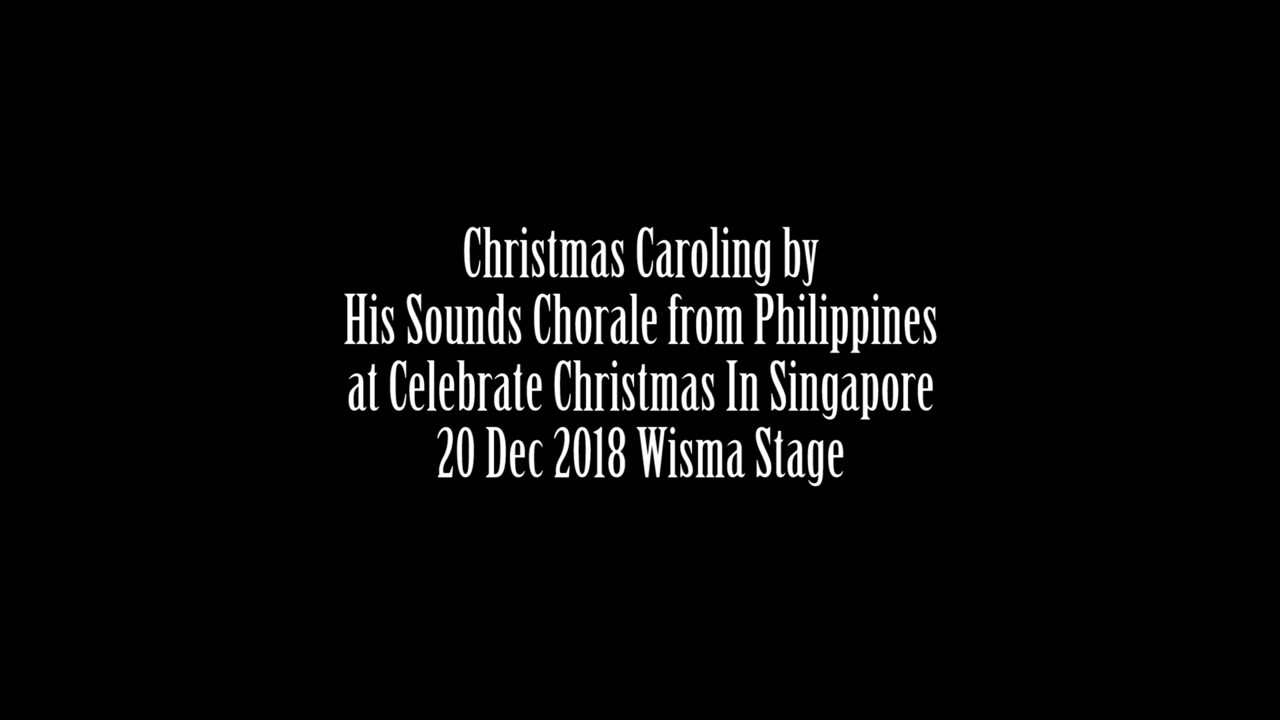 Christmas Caroling by
His Sounds Chorale from Philippines
at Celebrate Christmas In Singapore
20 Dec 2018 Wisma Stage